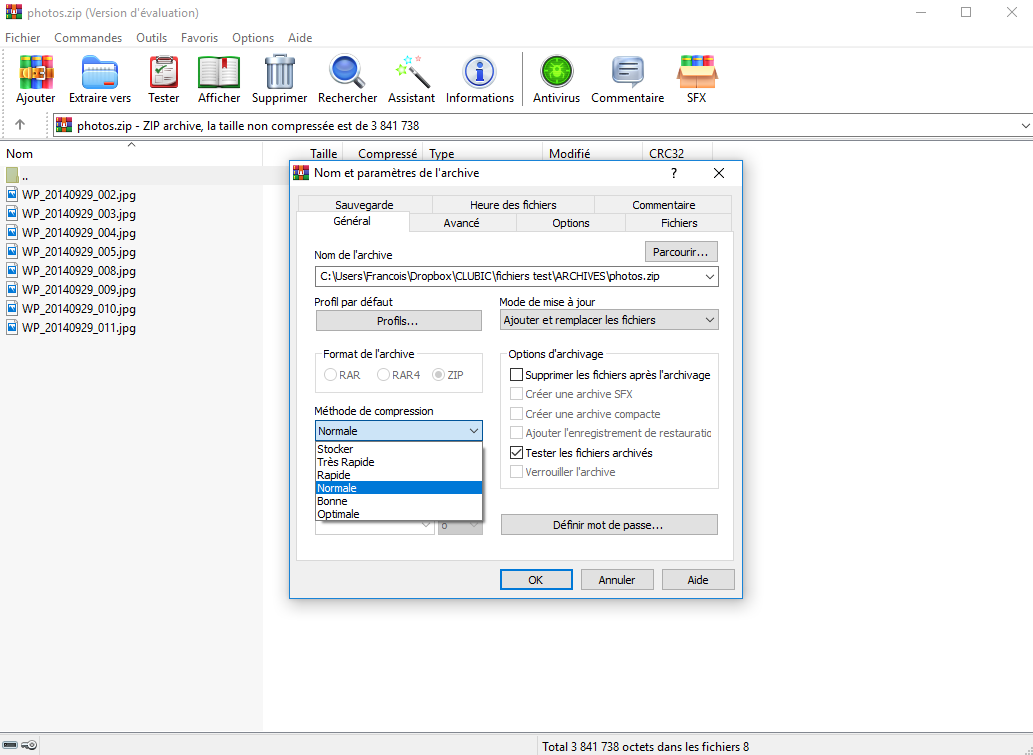 photos.zip (Version d'évaluation)
Fichier Commandes Outils Favoris Options Aide
Ajouter Extraire vers Tester Afficher Supprimer Rechercher Assistant Informations Antivirus Commentaire SFX
photos.zip - ZIP archive, la taille non compressée est de 3 841 738
Nom Taille Compressé Type Modifié CRC32
..
WP_20140929_002.jpg
WP_20140929_003.jpg
WP_20140929_004.jpg
WP_20140929_005.jpg
WP_20140929_008.jpg
WP_20140929_009.jpg
WP_20140929_010.jpg
WP_20140929_011.jpg
Nom et paramètres de l'archive ?
Sauvegarde Heure des fichiers Commentaire
Général Avancé Options Fichiers
Nom de l'archive
Parcourir...
C:\Users\Francois\Dropbox\CLUBIC\fichiers test\ARCHIVES\photos.zip
Profil par défaut
Profils...
Mode de mise à jour
Ajouter et remplacer les fichiers
Format de l'archive
RAR RAR4 ZIP
Méthode de compression
Normale
Stocker
Très Rapide
Rapide
Normale
Bonne
Optimale
0
Options d'archivage
Supprimer les fichiers après l'archivage
Créer une archive SFX
Créer une archive compacte
Ajouter l'enregistrement de restauratio
Tester les fichiers archivés
Verrouiller l'archive
Définir mot de passe...
OK Annuler Aide
Total 3 841 738 octets dans les fichiers 8